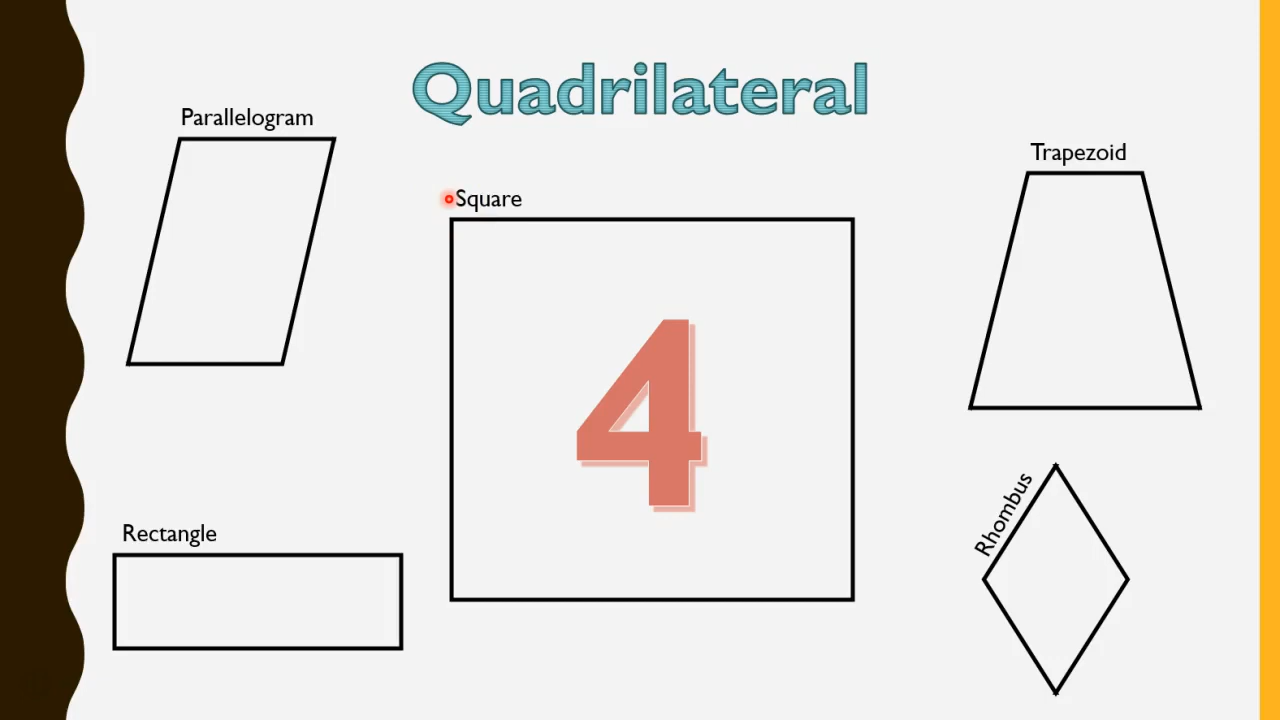 Quadrilateral
Parallelogram
Trapezoid
Square
4
Rhombus
Rectangle